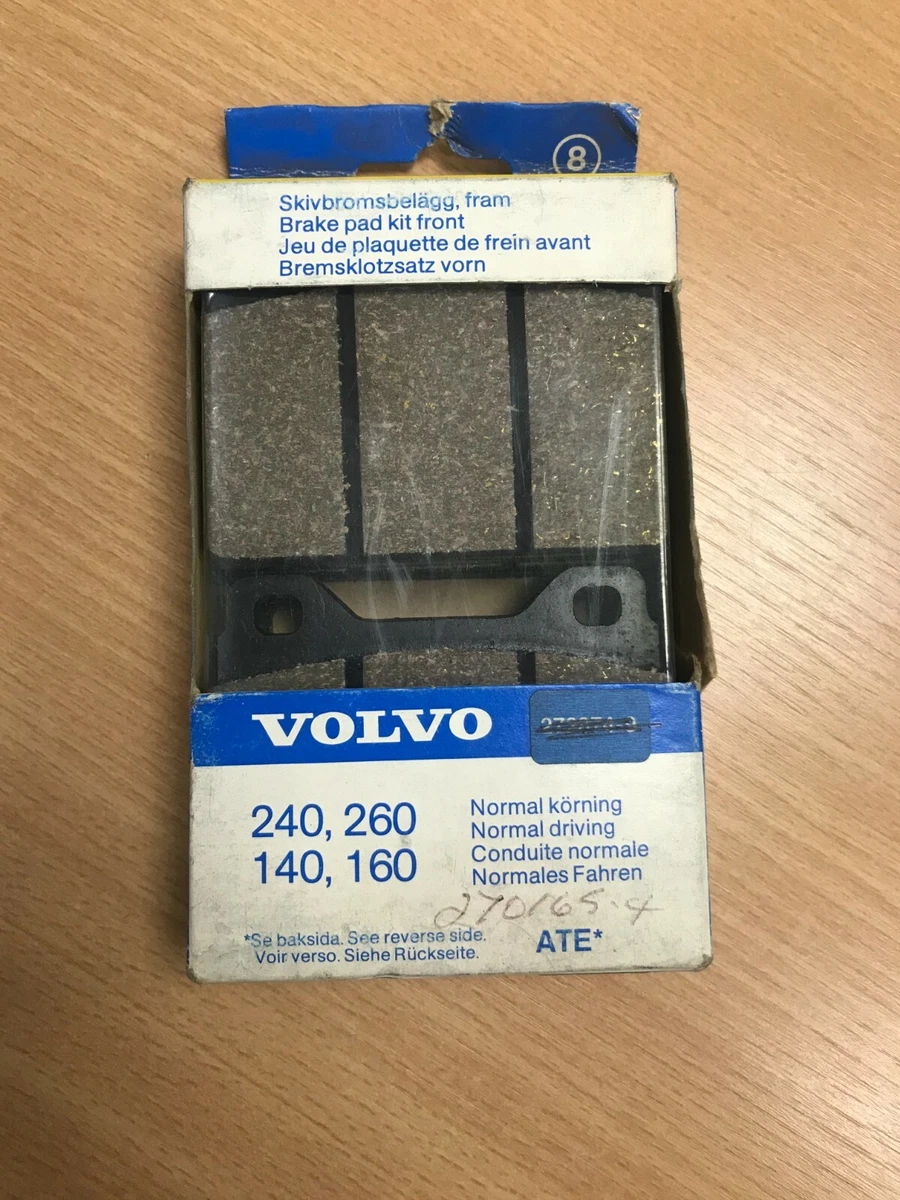 8
Skivbromsbelägg, fram
Brake pad kit front
Jeu de plaquette de frein avant
Bremsklotzsatz vorn
VOLVO
240, 260
140, 160
Normal körning
Normal driving
Conduite normale
Normales Fahren
270165-4
*Se baksida. See reverse side.
Voir verso. Siehe Rückseite.
ATE*